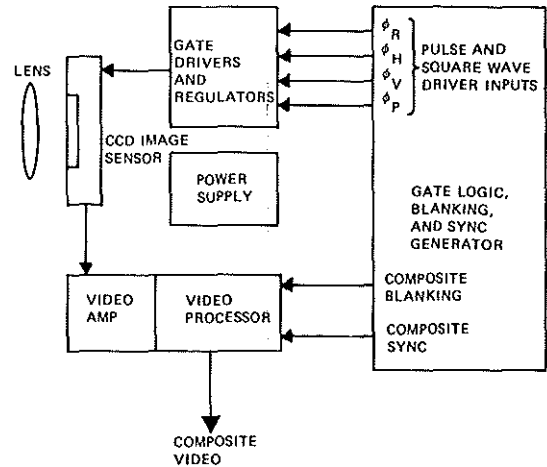 LENS
CCD IMAGE
SENSOR
GATE
DRIVERS
AND
REGULATORS
ϕR
ϕH
ϕV
ϕP
PULSE AND
SQUARE WAVE
DRIVER INPUTS
POWER
SUPPLY
GATE LOGIC,
BLANKING,
AND SYNC
GENERATOR
VIDEO
AMP
VIDEO
PROCESSOR
COMPOSITE
BLANKING
COMPOSITE
SYNC
COMPOSITE
VIDEO